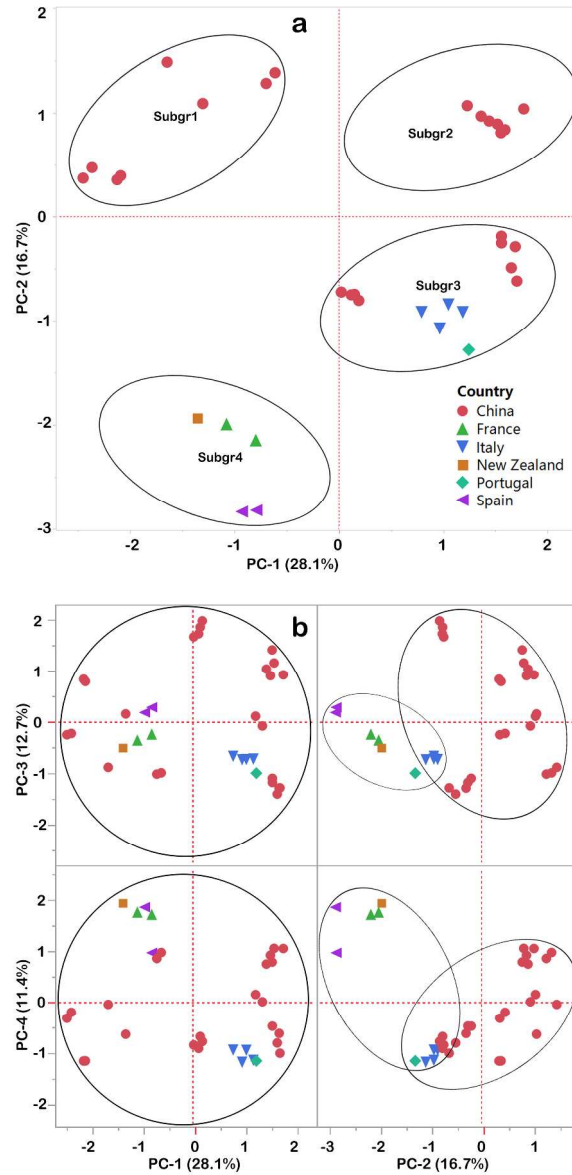 a
2
1
0
-1
-2
-3
PC-2 (16.7%)
Subgr1
Subgr2
Subgr3
Subgr4
Country
China
France
Italy
New Zealand
Portugal
Spain
-2 -1 0 1 2
PC-1 (28.1%)
b
2
1
0
-1
-2
PC-3 (12.7%)
2
1
0
-1
-2
PC-4 (11.4%)
-2 -1 0 1 2 -3 -2 -1 0 1
PC-1 (28.1%) PC-2 (16.7%)